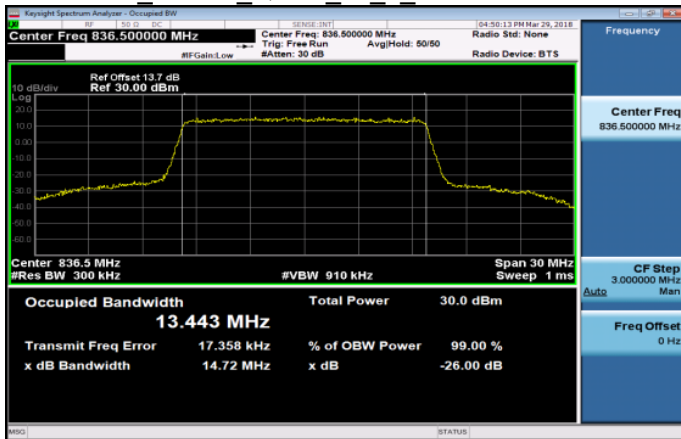 Keysight Spectrum Analyzer - Occupied BW
RF 50 Ω DC SENSE:INT 04:50:13 PM Mar 29, 2018
Center Freq 836.500000 MHz
Center Freq: 836.500000 MHz
Radio Std: None
Trig: Free Run Avg|Hold: 50/50
#IFGain:Low #Atten: 30 dB Radio Device: BTS
Ref Offset 13.7 dB
10 dB/div Ref 30.00 dBm
Log
20.0
10.0
0.00
-10.0
-20.0
-30.0
-40.0
-50.0
-60.0
Center 836.5 MHz Span 30 MHz
#Res BW 300 kHz #VBW 910 kHz Sweep 1 ms
Occupied Bandwidth Total Power 30.0 dBm
13.443 MHz
Transmit Freq Error 17.358 kHz % of OBW Power 99.00 %
x dB Bandwidth 14.72 MHz x dB -26.00 dB
MSG STATUS
Frequency
Center Freq
836.500000 MHz
CF Step
3.000000 MHz
Auto Man
Freq Offset
0 Hz